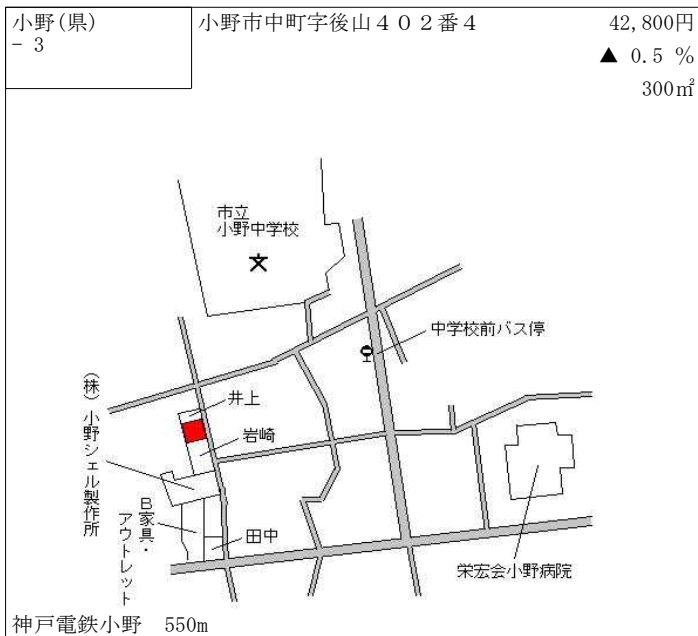 小野(県)
- 3
小野市中町字後山４０２番４
42,800円
▲ 0.5 %
300㎡
市立
小野中学校
中学校前バス停
井上
岩崎
(株)小野シェル製作所
B家具・
アウトレット
田中
栄宏会小野病院
神戸電鉄小野 550m